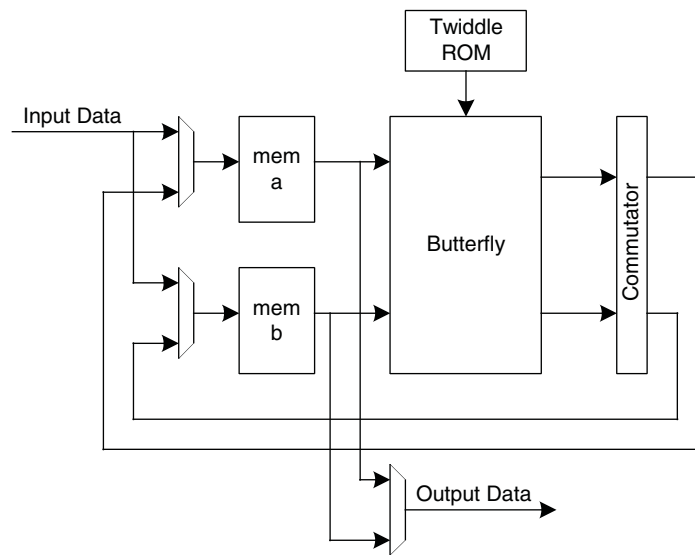 Twiddle
ROM
Input Data
mem
a
Butterfly
Commutator
mem
b
Output Data